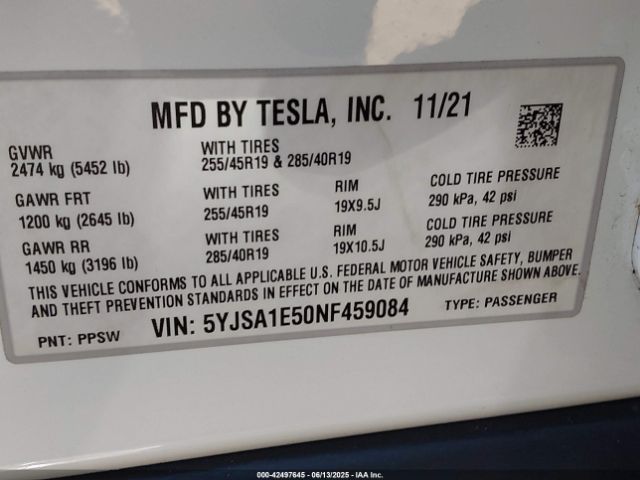 MFD BY TESLA, INC. 11/21
GVWR
2474 kg (5452 lb)
WITH TIRES
255/45R19 & 285/40R19
GAWR FRT
1200 kg (2645 lb)
WITH TIRES
255/45R19
RIM
19X9.5J
COLD TIRE PRESSURE
290 kPa, 42 psi
GAWR RR
1450 kg (3196 lb)
WITH TIRES
285/40R19
RIM
19X10.5J
COLD TIRE PRESSURE
290 kPa, 42 psi
THIS VEHICLE CONFORMS TO ALL APPLICABLE U.S. FEDERAL MOTOR VEHICLE SAFETY, BUMPER
AND THEFT PREVENTION STANDARDS IN EFFECT ON THE DATE OF MANUFACTURE SHOWN ABOVE.
PNT: PPSW VIN: 5YJSA1E50NF459084 TYPE: PASSENGER
000-42497645 - 06/13/2025 - IAA Inc.